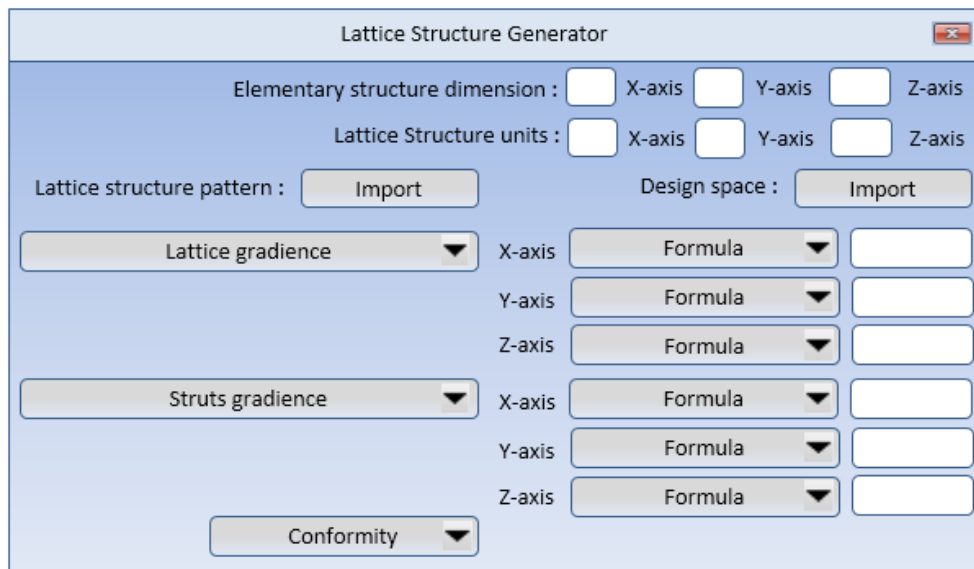 Lattice Structure Generator
Elementary structure dimension : X-axis Y-axis Z-axis
Lattice Structure units : X-axis Y-axis Z-axis
Lattice structure pattern : Import Design space : Import
Lattice gradience X-axis Formula
Y-axis Formula
Z-axis Formula
Struts gradience X-axis Formula
Y-axis Formula
Z-axis Formula
Conformity